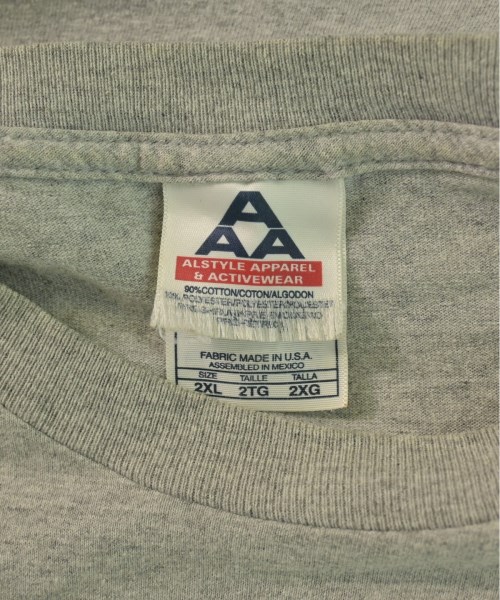 A
AA
ALSTYLE APPAREL
& ACTIVEWEAR
90%COTTON/COTON/ALGODON
FABRIC MADE IN U.S.A.
ASSEMBLED IN MEXICO
SIZE TAILLE TALLA
2XL 2TG 2XG